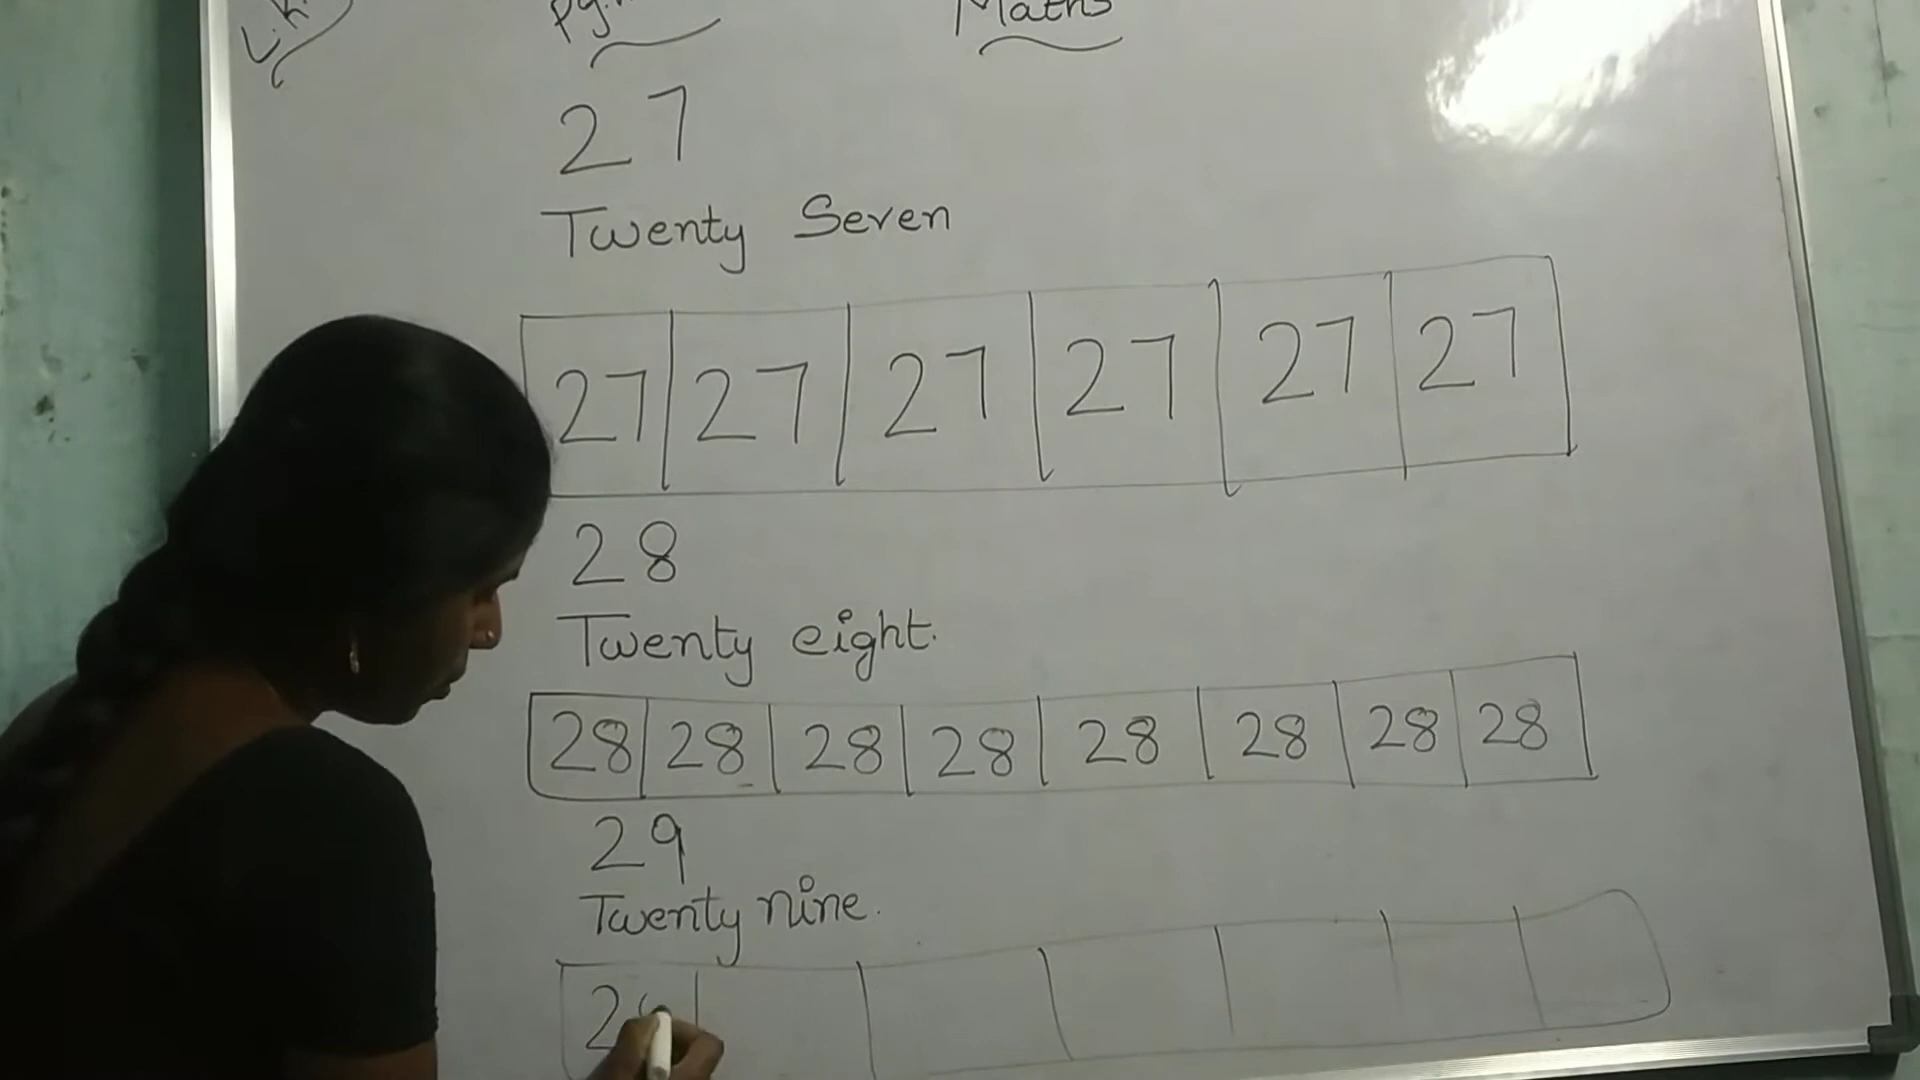 Maths
27
Twenty Seven
27 27 27 27 27 27
28
Twenty eight.
28 28 28 28 28 28 28 28
29
Twenty nine.
29